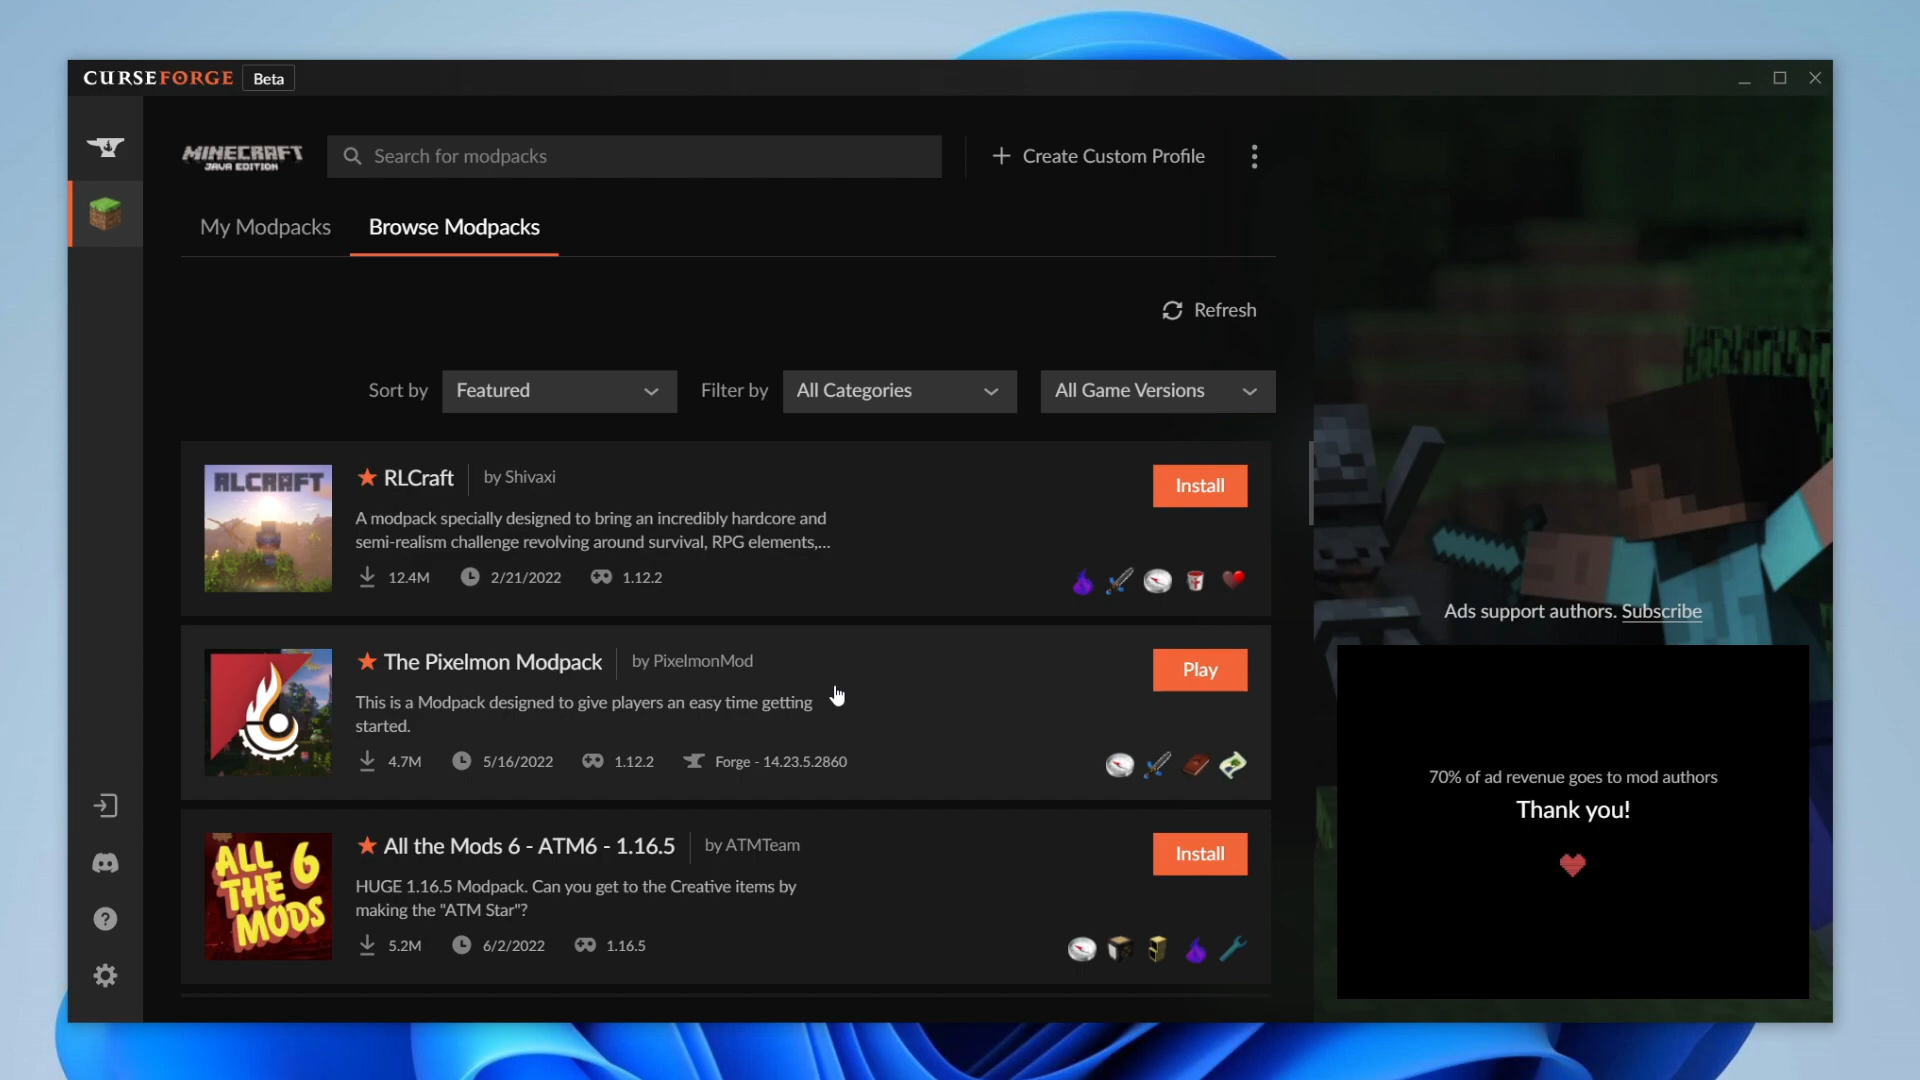 CURSEFORGE Beta
MINECRAFT
JAVA EDITION
Search for modpacks
Create Custom Profile
My Modpacks
Browse Modpacks
Refresh
Sort by
Featured
Filter by
All Categories
All Game Versions
RLCRAFT
RLCraft
by Shivaxi
Install
A modpack specially designed to bring an incredibly hardcore and
semi-realism challenge revolving around survival, RPG elements,...
12.4M
2/21/2022
1.12.2
The Pixelmon Modpack
by PixelmonMod
Play
This is a Modpack designed to give players an easy time getting
started.
4.7M
5/16/2022
1.12.2
Forge - 14.23.5.2860
ALL
THE
MODS
6
All the Mods 6 - ATM6 - 1.16.5
by ATMTeam
Install
HUGE 1.16.5 Modpack. Can you get to the Creative items by
making the "ATM Star"?
5.2M
6/2/2022
1.16.5
Ads support authors. Subscribe
70% of ad revenue goes to mod authors
Thank you!